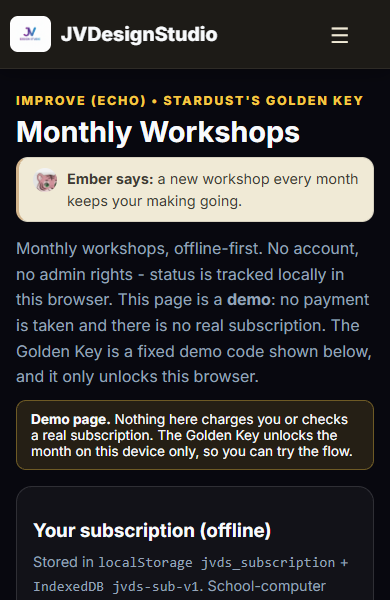 JV
JVDesignStudio
☰
IMPROVE (ECHO) • STARDUST'S GOLDEN KEY
Monthly Workshops
Ember says: a new workshop every month
keeps your making going.
Monthly workshops, offline-first. No account,
no admin rights - status is tracked locally in
this browser. This page is a demo: no payment
is taken and there is no real subscription. The
Golden Key is a fixed demo code shown below,
and it only unlocks this browser.
Demo page. Nothing here charges you or checks
a real subscription. The Golden Key unlocks the
month on this device only, so you can try the flow.
Your subscription (offline)
Stored in localStorage jvds_subscription +
IndexedDB jvds-sub-v1. School-computer